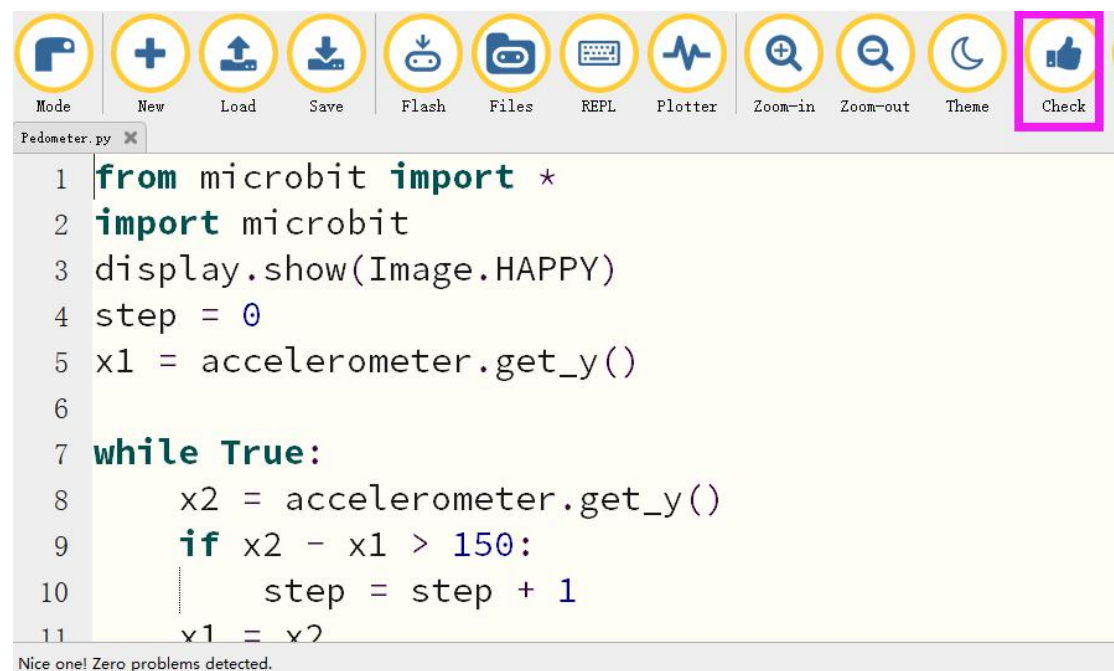 Mode New Load Save Flash Files REPL Plotter Zoom-in Zoom-out Theme Check
Pedometer.py
1 from microbit import *
2 import microbit
3 display.show(Image.HAPPY)
4 step = 0
5 x1 = accelerometer.get_y()
6
7 while True:
8     x2 = accelerometer.get_y()
9     if x2 - x1 > 150:
10         step = step + 1
11     x1 = x2
Nice one! Zero problems detected.